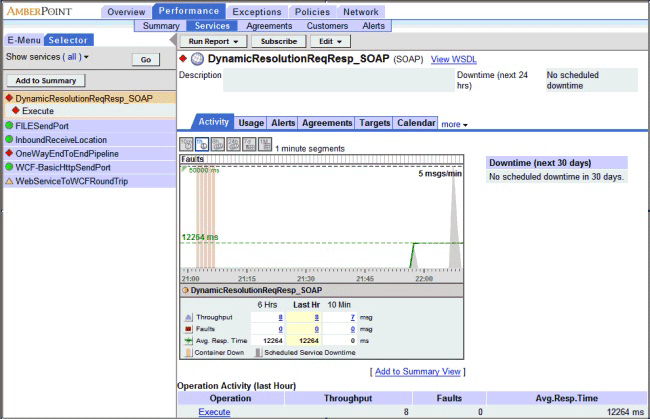 AMBERPOINT
Overview Performance Exceptions Policies Network
Summary Services Agreements Customers Alerts
E-Menu Selector
Show services ( all )
Go
Add to Summary
DynamicResolutionReqResp_SOAP
Execute
FILESendPort
InboundReceiveLocation
OneWayEndToEndPipeline
WCF-BasicHttpSendPort
WebServiceToWCFRoundTrip
Run Report Subscribe Edit
DynamicResolutionReqResp_SOAP (SOAP) View WSDL
Description
Downtime (next 24 hrs)
No scheduled downtime
Activity Usage Alerts Agreements Targets Calendar more
1 minute segments
Faults
50000 ms
5 msgs/min
12264 ms
21:00 21:15 21:30 21:45 22:00
DynamicResolutionReqResp_SOAP
6 Hrs Last Hr 10 Min
Throughput 8 8 7 msg
Faults 0 0 0 msg
Avg. Resp. Time 12264 12264 0 ms
Container Down Scheduled Service Downtime
[ Add to Summary View ]
Downtime (next 30 days)
No scheduled downtime in 30 days.
Operation Activity (last Hour)
Operation Throughput Faults Avg.Resp.Time
Execute 8 0 12264 ms